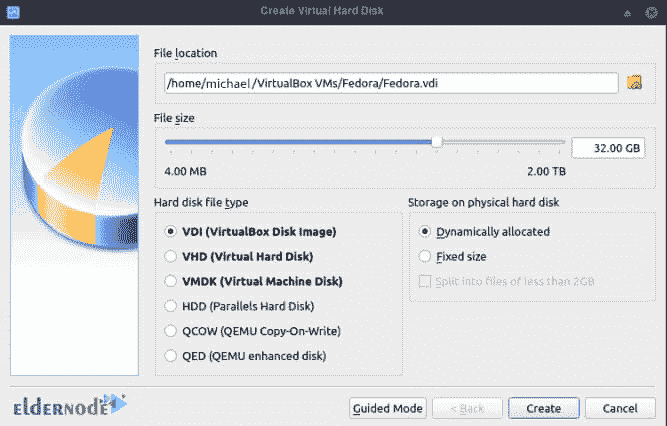 Create Virtual Hard Disk
File location
/home/michael/VirtualBox VMs/Fedora/Fedora.vdi
File size
32.00 GB
4.00 MB 2.00 TB
Hard disk file type Storage on physical hard disk
VDI (VirtualBox Disk Image) Dynamically allocated
VHD (Virtual Hard Disk) Fixed size
VMDK (Virtual Machine Disk) Split into files of less than 2GB
HDD (Parallels Hard Disk)
QCOW (QEMU Copy-On-Write)
QED (QEMU enhanced disk)
eLDERNODE Guided Mode < Back Create Cancel